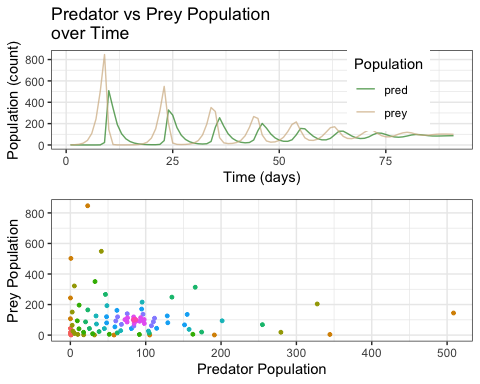 Predator vs Prey Population
over Time
Population (count)
800
600
400
200
0
0
25
50
75
Time (days)
Population
pred
prey
Prey Population
800
600
400
200
0
0
100
200
300
400
500
Predator Population